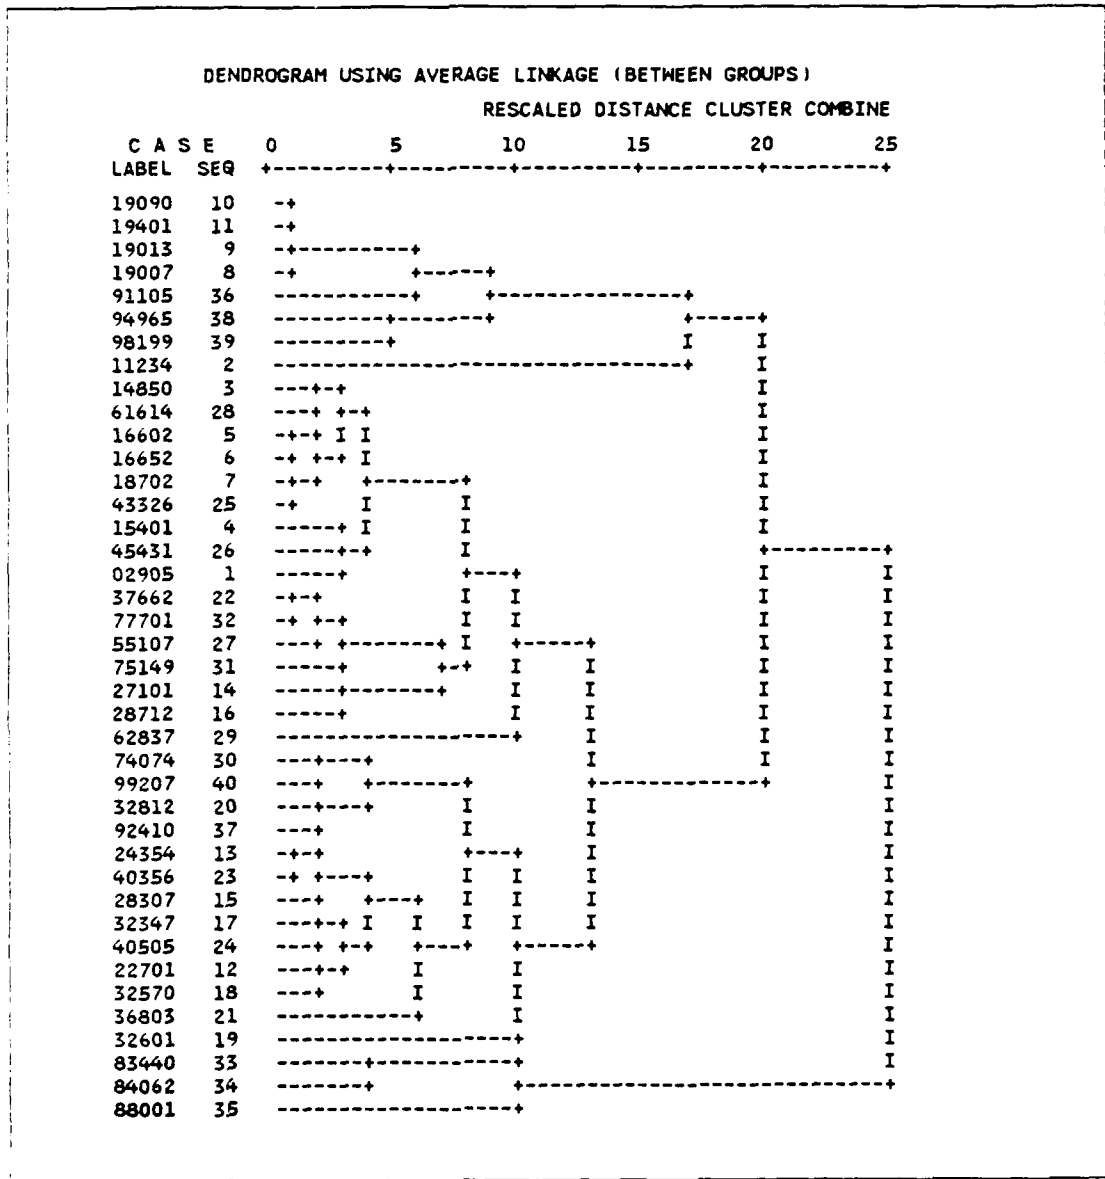 DENDROGRAM USING AVERAGE LINKAGE (BETWEEN GROUPS)
RESCALED DISTANCE CLUSTER COMBINE
C A S E 0 5 10 15 20 25
LABEL SEQ +---------+---------+---------+---------+---------+
19090 10 -+
19401 11 -+
19013 9 -+---------+
19007 8 -+ +-----+
91105 36 -----------+ +---------------+
94965 38 ---------+-------+ +-----+
98199 39 ---------+ I I
11234 2 ---------------------------------+ I
14850 3 ---+-+ I
61614 28 ---+ +-+ I
16602 5 -+-+ I I I
16652 6 -+ +-+ I I
18702 7 -+-+ +-------+ I
43326 25 -+ I I I
15401 4 -----+ I I I
45431 26 -----+-+ I +---------+
02905 1 -----+ +---+ I I
37662 22 -+-+ I I I I
77701 32 -+ +-+ I I I I
55107 27 ---+ +-------+ I +-----+ I I
75149 31 -----+ +-+ I I I I
27101 14 -----+-------+ I I I I
28712 16 -----+ I I I I
62837 29 -------------------+ I I I
74074 30 ---+---+ I I I
99207 40 ---+ +-------+ +-------------+ I
32812 20 ---+---+ I I I
92410 37 ---+ I I I
24354 13 -+-+ +---+ I I
40356 23 -+ +---+ I I I I
28307 15 ---+ +---+ I I I I
32347 17 ---+-+ I I I I I I
40505 24 ---+ +-+ +---+ +-----+ I
22701 12 ---+-+ I I I
32570 18 ---+ I I I
36803 21 -----------+ I I
32601 19 -------------------+ I
83440 33 -------+-----------+ I
84062 34 -------+ +-----------------------------+
88001 35 -------------------+